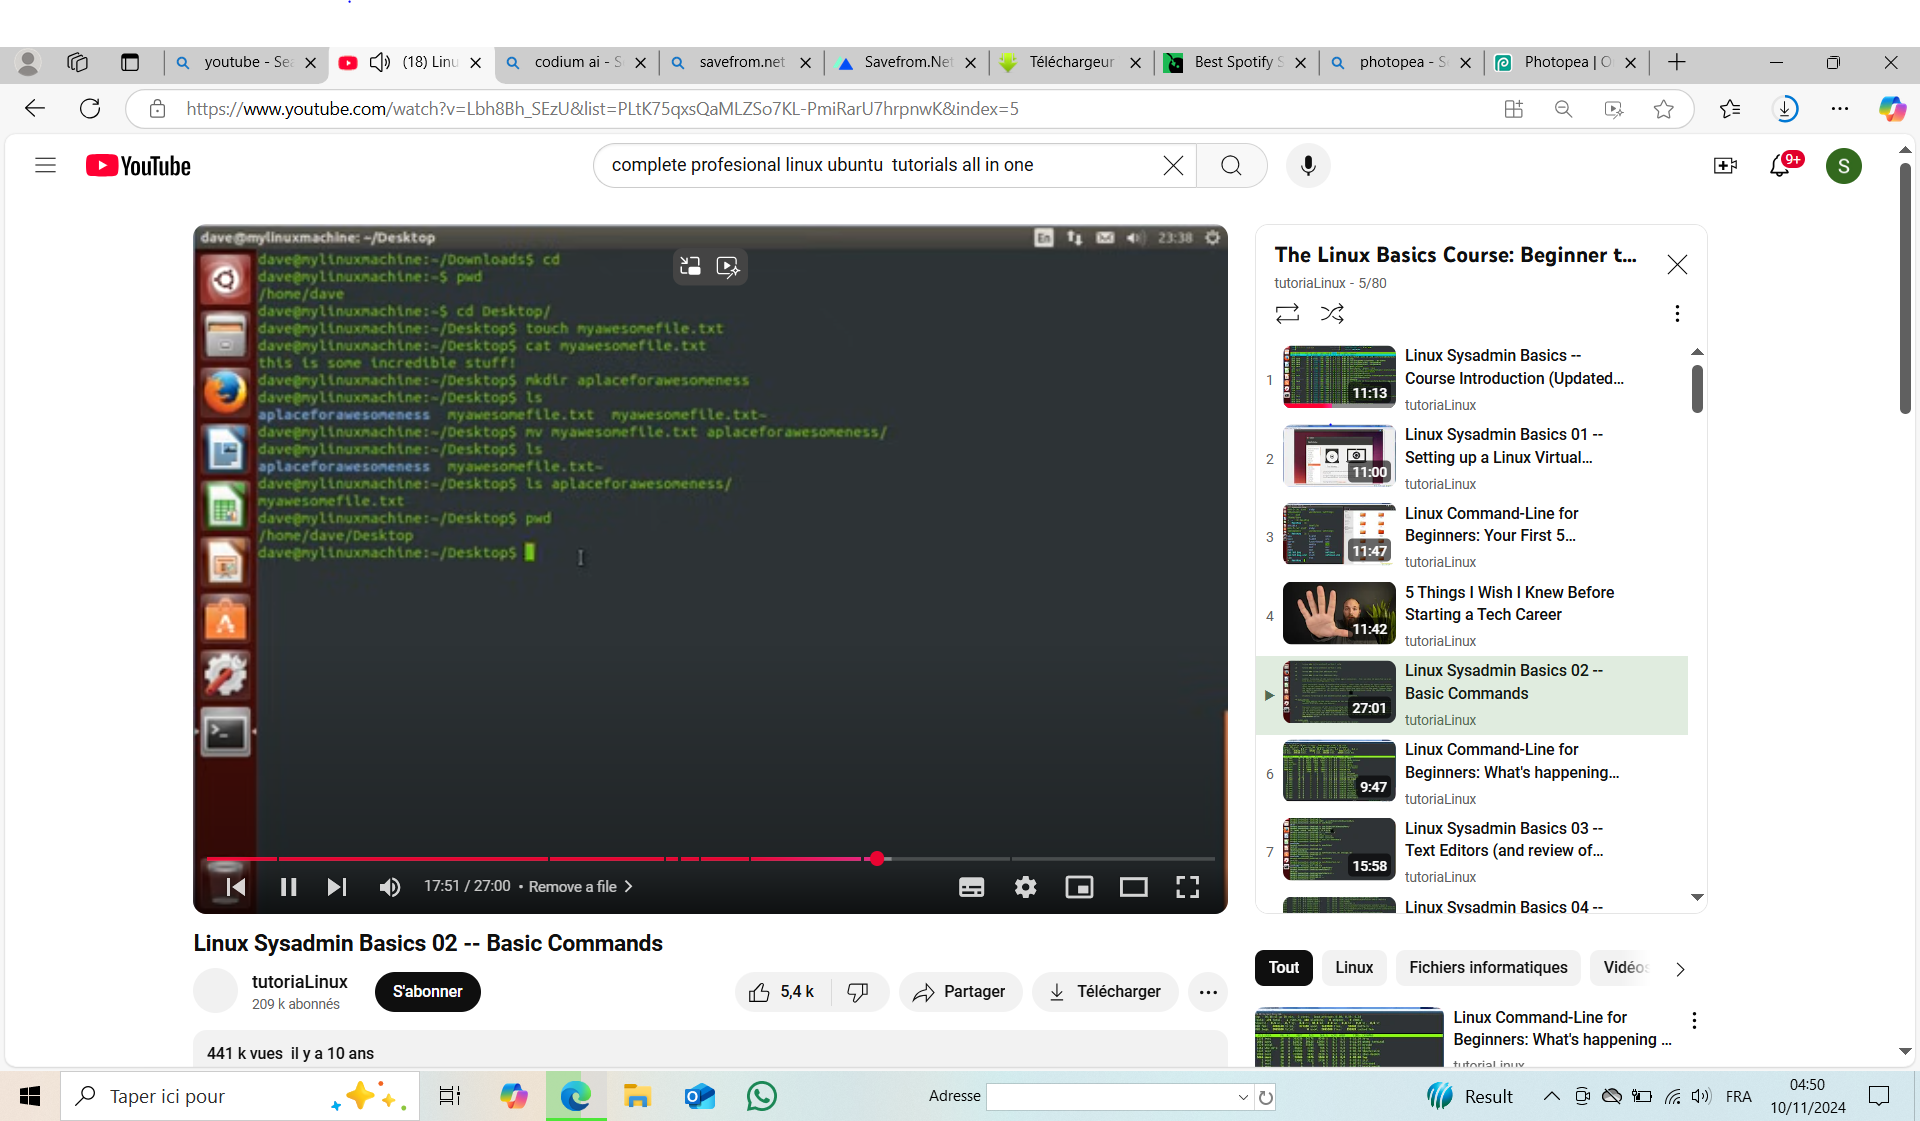 youtube - Sea
(18) Linu
codium ai - S
savefrom.net
Savefrom.Net
Téléchargeur
Best Spotify S
photopea - S
Photopea | O
https://www.youtube.com/watch?v=Lbh8Bh_SEzU&list=PLtK75qxsQaMLZSo7KL-PmiRarU7hrpnwK&index=5
YouTube
complete profesional linux ubuntu  tutorials all in one
9+
S
dave@mylinuxmachine: ~/Desktop
En
23:38
dave@mylinuxmachine:~/Downloads$ cd
dave@mylinuxmachine:~$ pwd
/home/dave
dave@mylinuxmachine:~$ cd Desktop/
dave@mylinuxmachine:~/Desktop$ touch myawesomefile.txt
dave@mylinuxmachine:~/Desktop$ cat myawesomefile.txt
this is some incredible stuff!
dave@mylinuxmachine:~/Desktop$ mkdir aplaceforawesomeness
dave@mylinuxmachine:~/Desktop$ ls
aplaceforawesomeness  myawesomefile.txt  myawesomefile.txt~
dave@mylinuxmachine:~/Desktop$ mv myawesomefile.txt aplaceforawesomeness/
dave@mylinuxmachine:~/Desktop$ ls
aplaceforawesomeness  myawesomefile.txt~
dave@mylinuxmachine:~/Desktop$ ls aplaceforawesomeness/
myawesomefile.txt
dave@mylinuxmachine:~/Desktop$ pwd
/home/dave/Desktop
dave@mylinuxmachine:~/Desktop$
17:51 / 27:00 • Remove a file
Linux Sysadmin Basics 02 -- Basic Commands
tutoriaLinux
209 k abonnés
S'abonner
5,4 k
Partager
Télécharger
441 k vues  il y a 10 ans
The Linux Basics Course: Beginner t...
tutoriaLinux - 5/80
1
11:13
Linux Sysadmin Basics --
Course Introduction (Updated...
tutoriaLinux
2
11:00
Linux Sysadmin Basics 01 --
Setting up a Linux Virtual...
tutoriaLinux
3
11:47
Linux Command-Line for
Beginners: Your First 5...
tutoriaLinux
4
11:42
5 Things I Wish I Knew Before
Starting a Tech Career
tutoriaLinux
27:01
Linux Sysadmin Basics 02 --
Basic Commands
tutoriaLinux
6
9:47
Linux Command-Line for
Beginners: What's happening...
tutoriaLinux
7
15:58
Linux Sysadmin Basics 03 --
Text Editors (and review of...
tutoriaLinux
Linux Sysadmin Basics 04 --
Tout
Linux
Fichiers informatiques
Vidéos
Linux Command-Line for
Beginners: What's happening ...
tutoriaLinux
Taper ici pour
Adresse
Result
FRA
04:50
10/11/2024